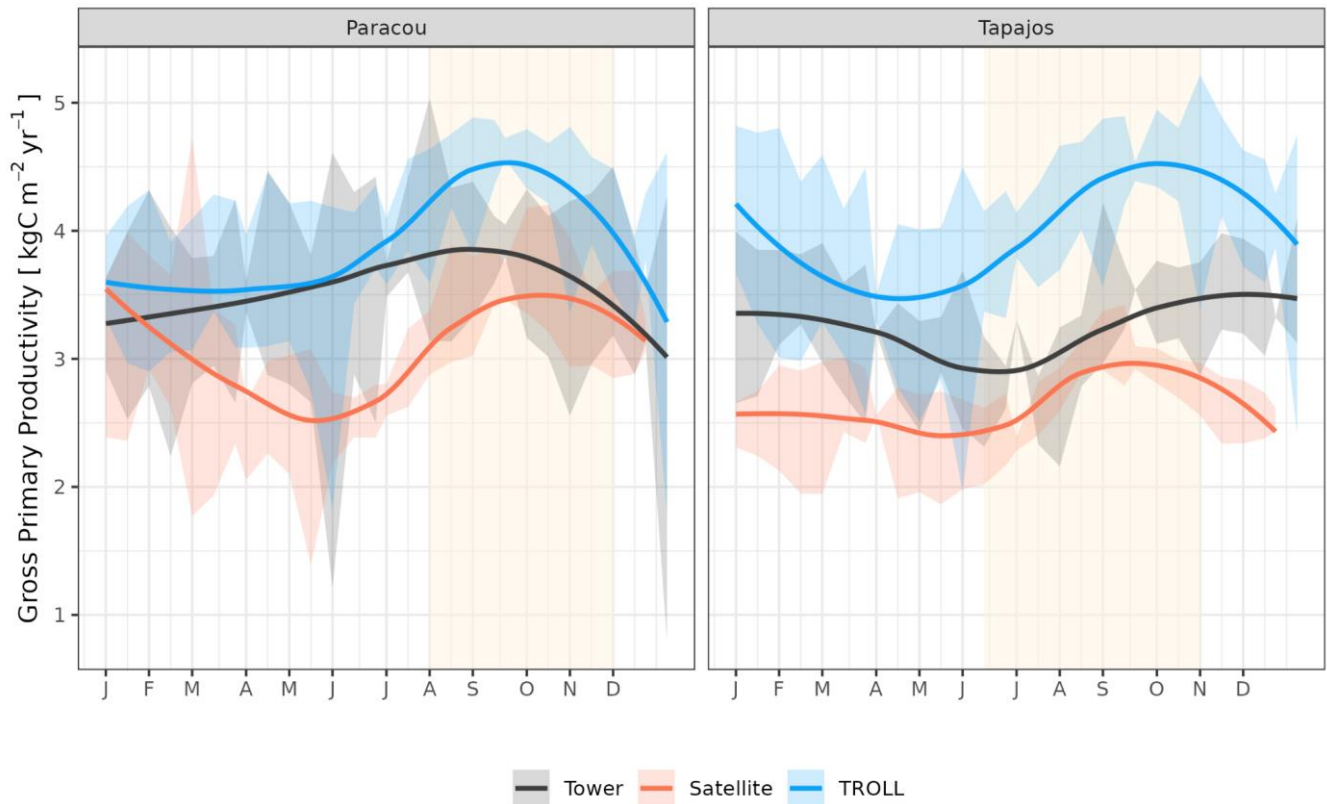 Paracou
Tapajos
Gross Primary Productivity [ kgC m⁻² yr⁻¹ ]
5
4
3
2
1
J F M A M J J A S O N D
J F M A M J J A S O N D
Tower Satellite TROLL